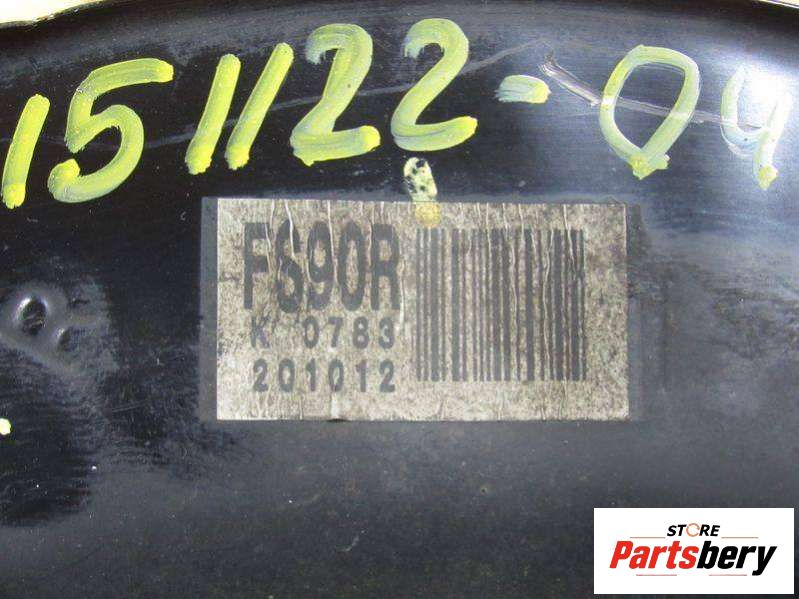 151122-04
FS90R
K 0783
201012
STORE
Partsbery